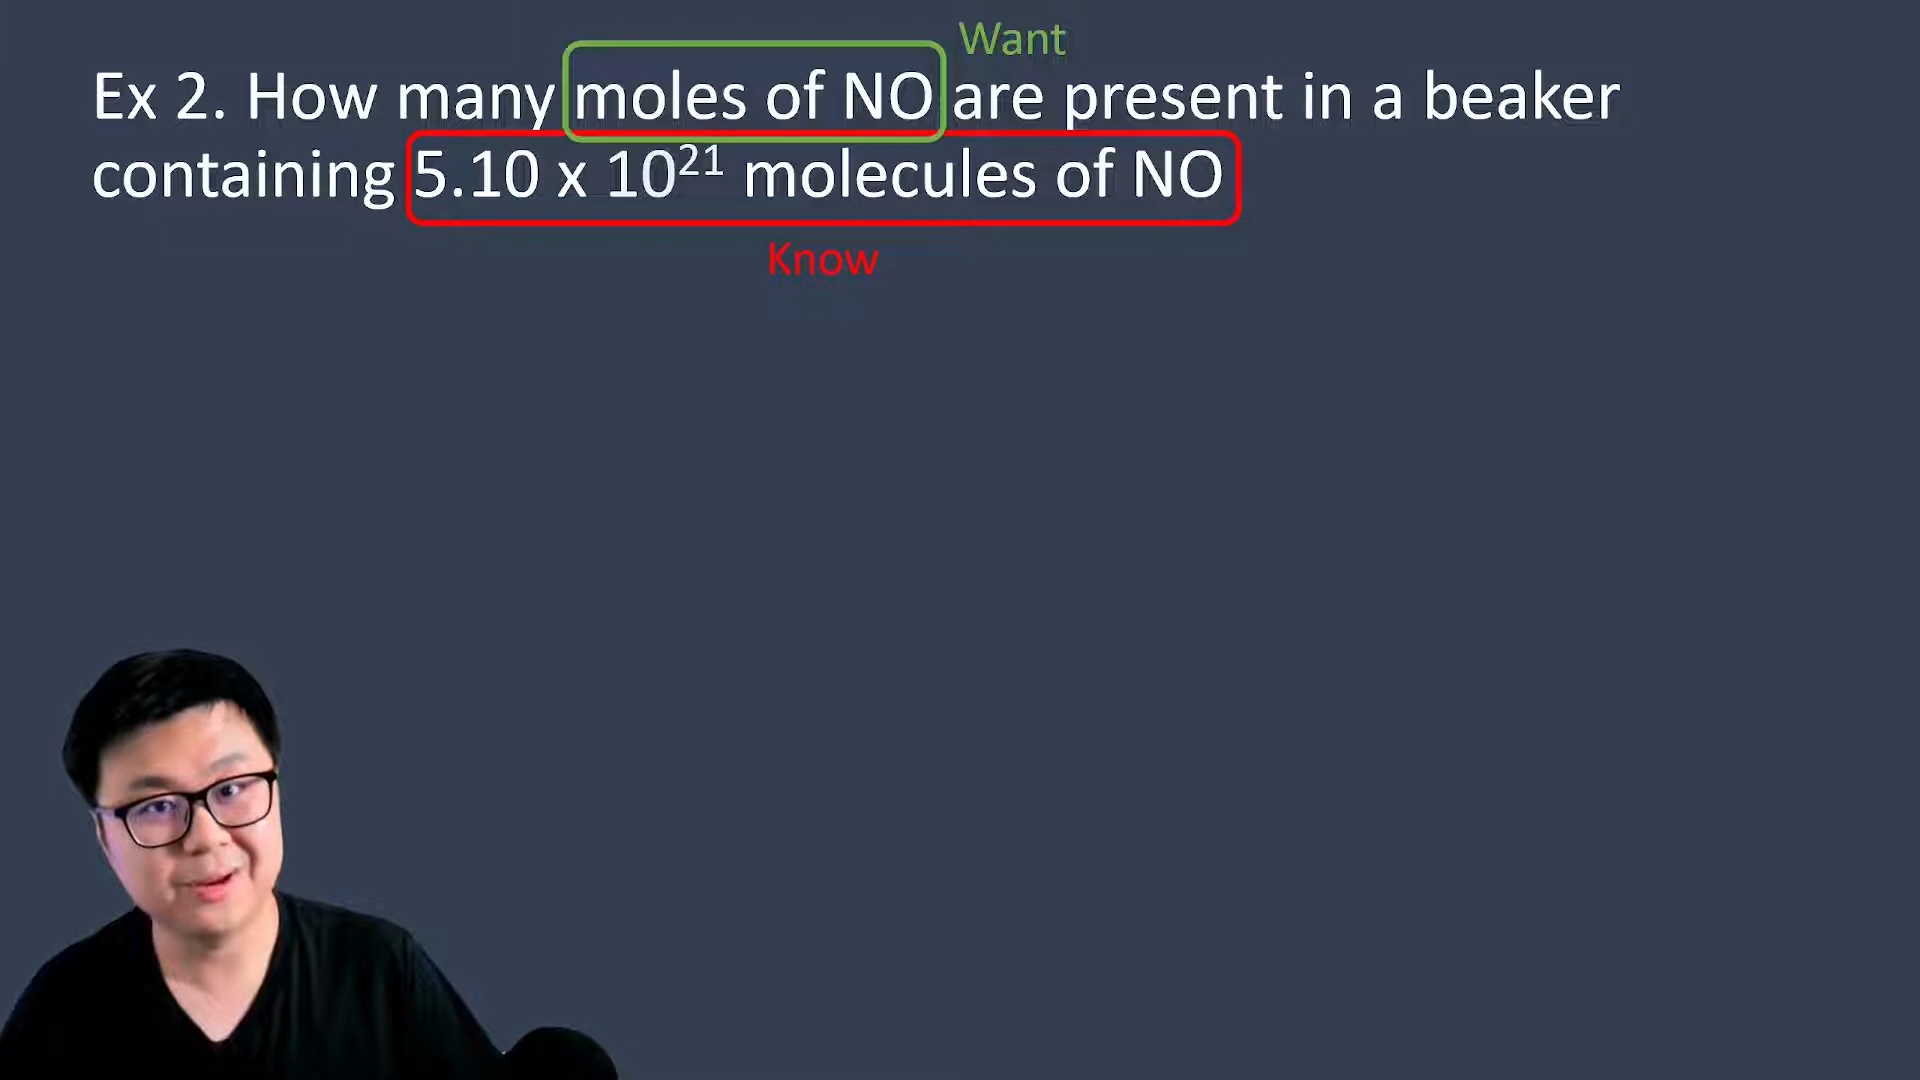 Want
Ex 2. How many moles of NO are present in a beaker
containing 5.10 x 10²¹ molecules of NO
Know